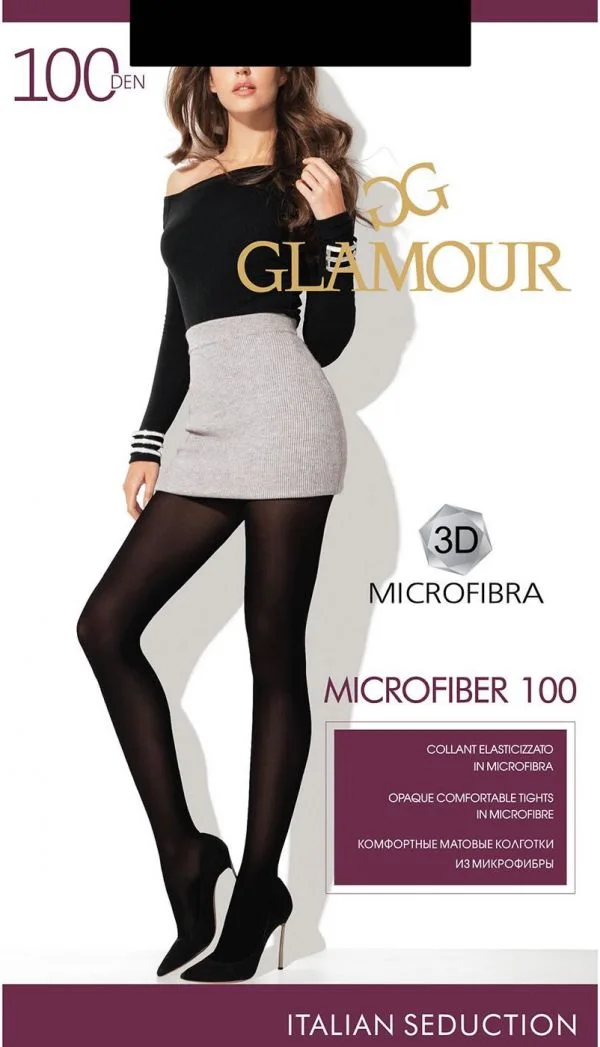 100 DEN
GLAMOUR
3D
MICROFIBRA
MICROFIBER 100
COLLANT ELASTICIZZATO
IN MICROFIBRA
OPAQUE COMFORTABLE TIGHTS
IN MICROFIBRE
КОМФОРТНЫЕ МАТОВЫЕ КОЛГОТКИ
ИЗ МИКРОФИБРЫ
ITALIAN SEDUCTION